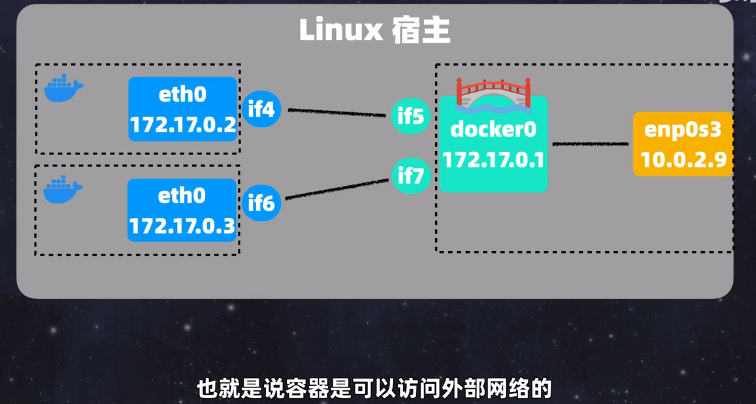 Linux 宿主
eth0
172.17.0.2
if4
if5
docker0
172.17.0.1
enp0s3
10.0.2.9
eth0
172.17.0.3
if6
if7
也就是说容器是可以访问外部网络的